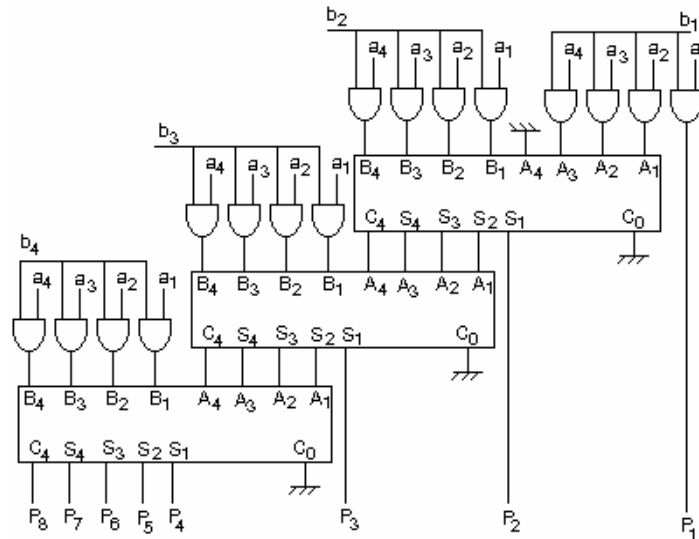 b2 b1
a4 a3 a2 a1 a4 a3 a2 a
b3
B4 B3 B2 B1 A4 A3 A2 A1
a4 a3 a2 a1
C4 S4 S3 S2 S1 C0
b4
a4 a3 a2 a1
B4 B3 B2 B1 A4 A3 A2 A1
C4 S4 S3 S2 S1 C0
B4 B3 B2 B1 A4 A3 A2 A1
C4 S4 S3 S2 S1 C0
P8 P7 P6 P5 P4 P3 P2 P1